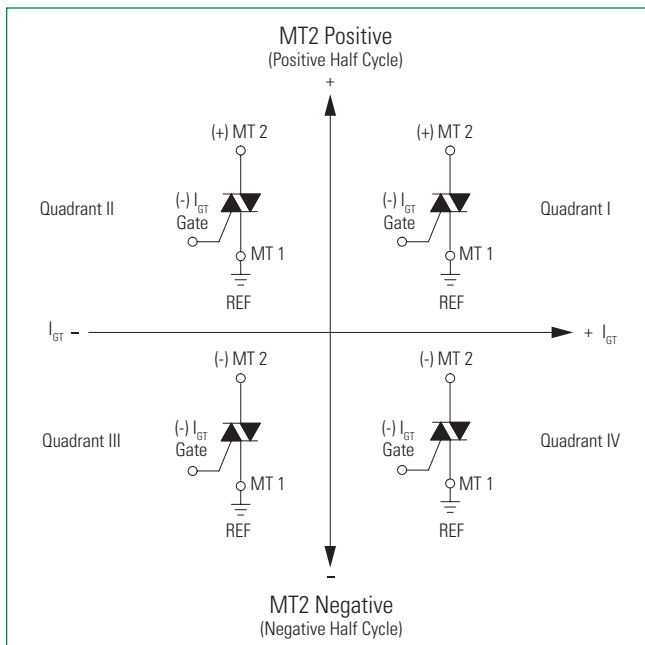 MT2 Positive
(Positive Half Cycle)
+
(+) MT 2
(-) IGT
Gate
MT 1
REF
Quadrant II
(+) MT 2
(-) IGT
Gate
MT 1
REF
Quadrant I
IGT −
+ IGT
(-) MT 2
(-) IGT
Gate
MT 1
REF
Quadrant III
(-) MT 2
(-) IGT
Gate
MT 1
REF
Quadrant IV
−
MT2 Negative
(Negative Half Cycle)